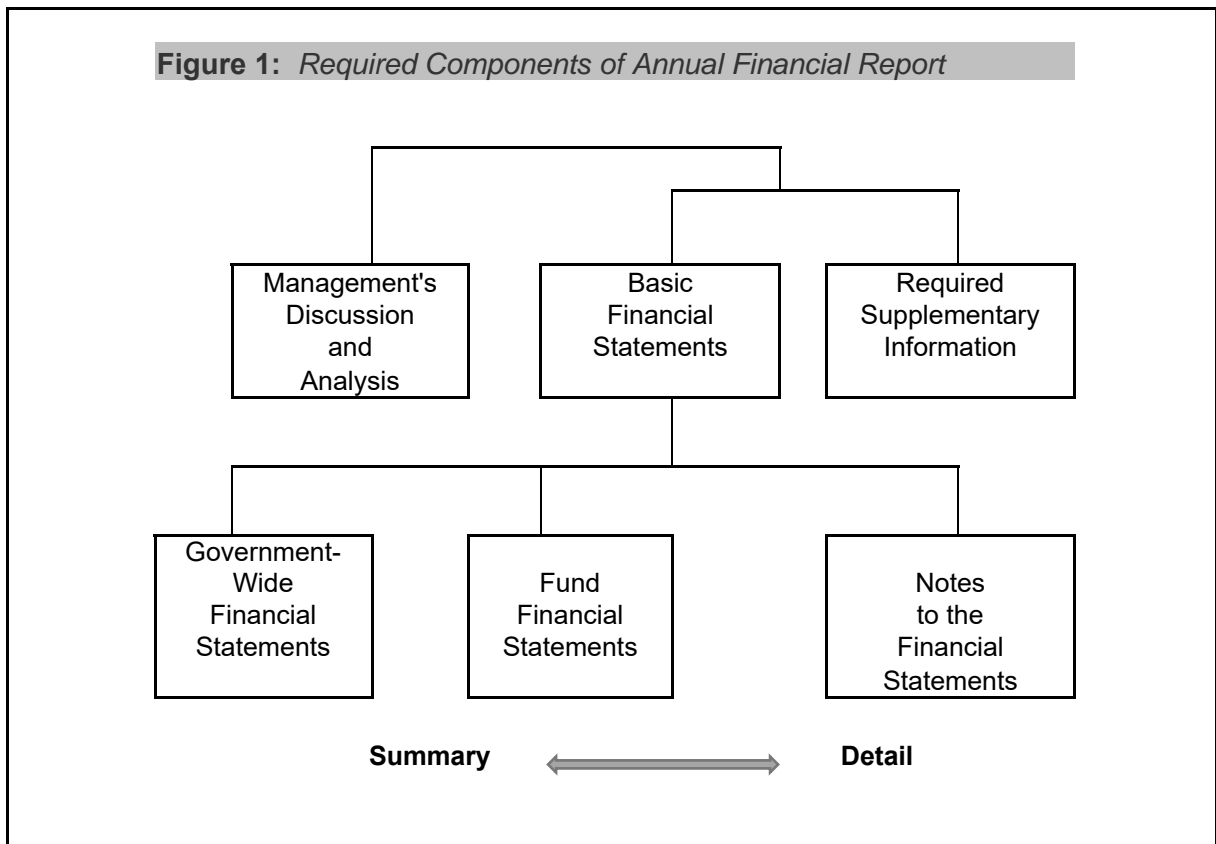 Figure 1: Required Components of Annual Financial Report
Management's
Discussion
and
Analysis
Basic
Financial
Statements
Required
Supplementary
Information
Government-
Wide
Financial
Statements
Fund
Financial
Statements
Notes
to the
Financial
Statements
Summary
Detail